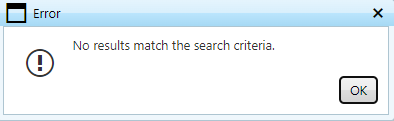 Error
No results match the search criteria.
OK